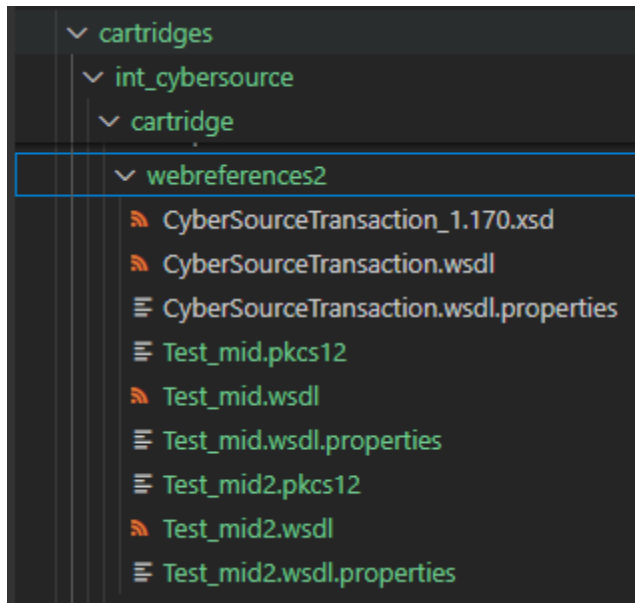 cartridges
int_cybersource
cartridge
webreferences2
CyberSourceTransaction_1.170.xsd
CyberSourceTransaction.wsdl
CyberSourceTransaction.wsdl.properties
Test_mid.pkcs12
Test_mid.wsdl
Test_mid.wsdl.properties
Test_mid2.pkcs12
Test_mid2.wsdl
Test_mid2.wsdl.properties